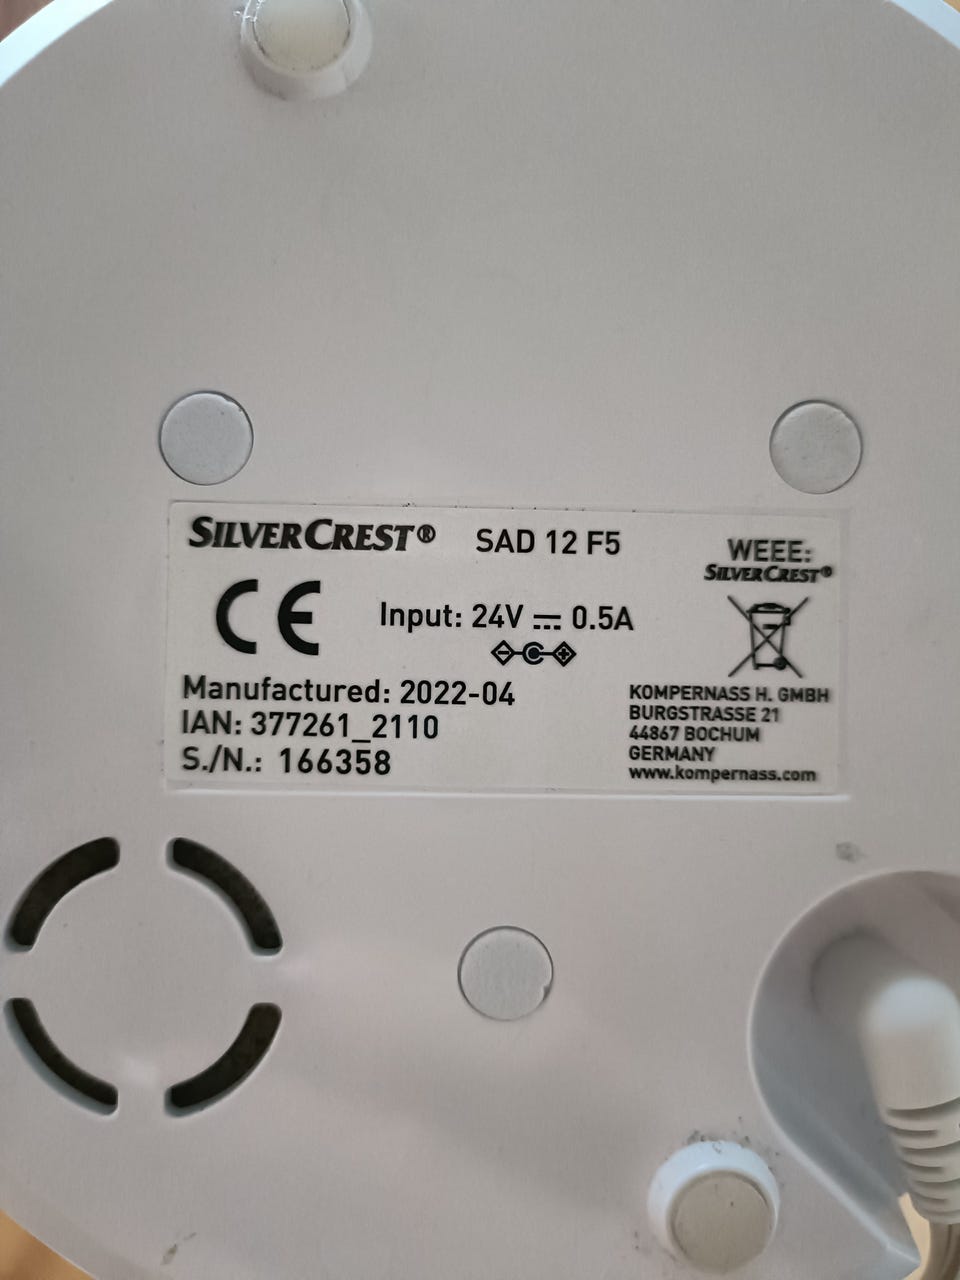 SILVERCREST® SAD 12 F5
WEEE:
SILVERCREST®
CE Input: 24V ⎓ 0.5A
Manufactured: 2022-04
IAN: 377261_2110
S./N.: 166358
KOMPERNASS H. GMBH
BURGSTRASSE 21
44867 BOCHUM
GERMANY
www.kompernass.com